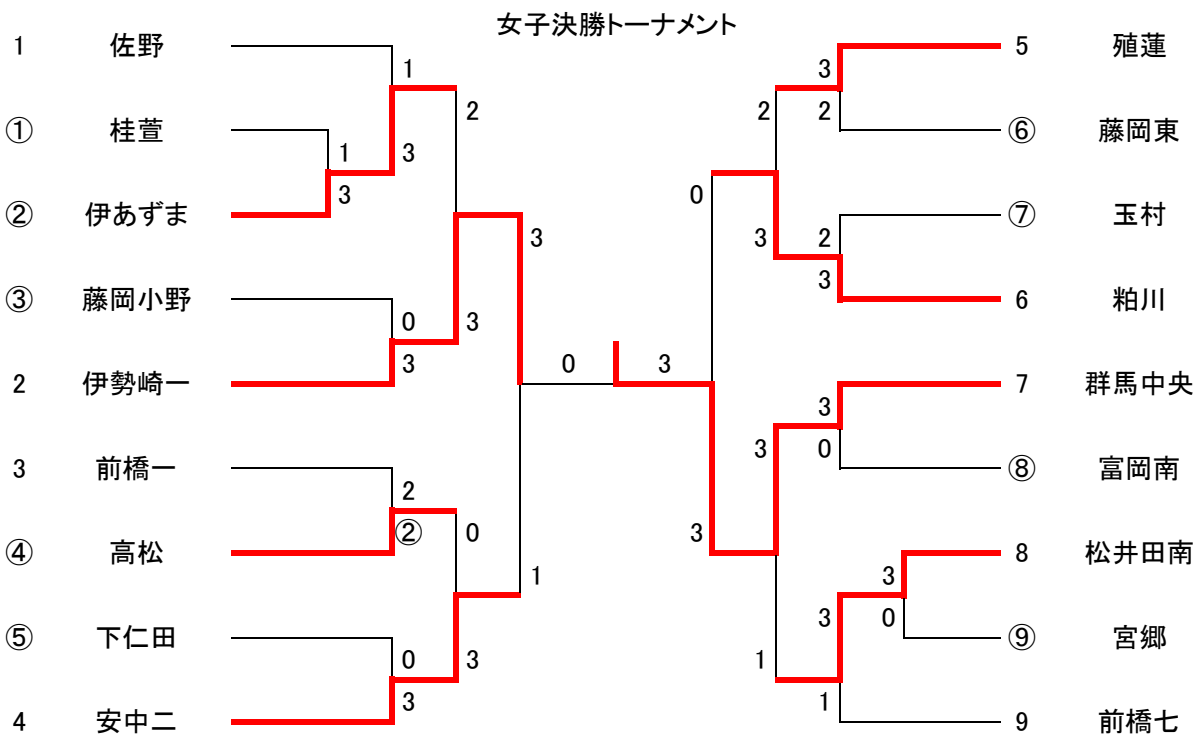 女子決勝トーナメント
1 佐野
① 桂萱
② 伊あずま
③ 藤岡小野
2 伊勢崎一
3 前橋一
④ 高松
⑤ 下仁田
4 安中二
1
3
1
3
2
0
3
3
3
2
②
0
1
0
3
3
0
3
3
2
2
0
2
3
3
3
0
3
3
3
0
3
1
1
5 殖蓮
⑥ 藤岡東
⑦ 玉村
6 粕川
7 群馬中央
⑧ 富岡南
8 松井田南
⑨ 宮郷
9 前橋七